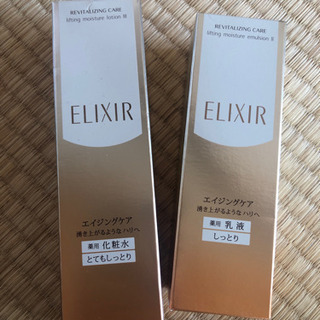 REVITALIZING CARE
lifting moisture lotion III
ELIXIR
エイジングケア
湧き上がるような ハリへ
薬用 化粧水
とてもしっとり
REVITALIZING CARE
lifting moisture emulsion II
ELIXIR
エイジングケア
湧き上がるような ハリへ
薬用 乳液
しっとり